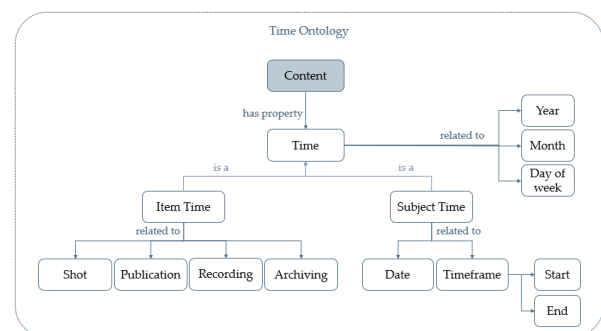 Time Ontology
Content
has property
Year
related to
Time
Month
Day of
week
is a
is a
Item Time
Subject Time
related to
related to
Shot
Publication
Recording
Archiving
Date
Timeframe
Start
End